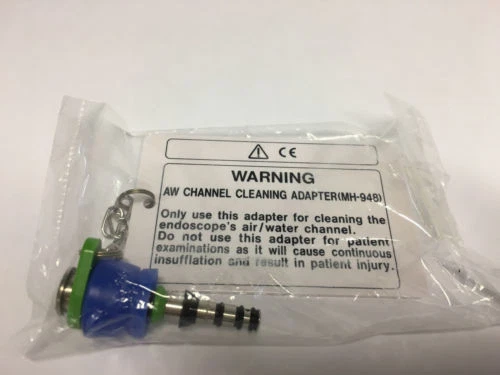 ⚠ CE
WARNING
AW CHANNEL CLEANING ADAPTER(MH-948)
Only use this adapter for cleaning the
endoscope's air/water channel.
Do not use this adapter for patient
examinations as it will cause continuous
insufflation and result in patient injury.